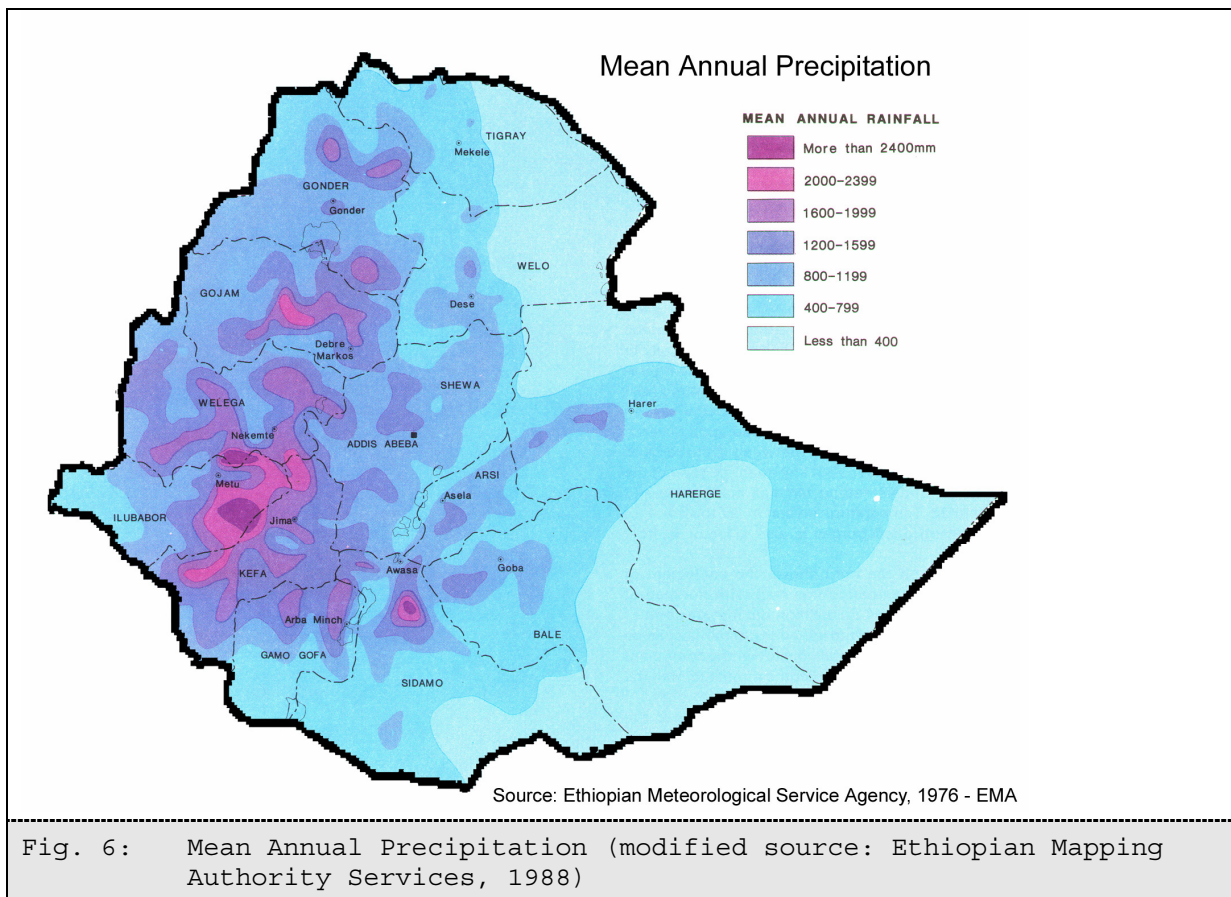 Mean Annual Precipitation
MEAN ANNUAL RAINFALL
More than 2400mm
2000-2399
1600-1999
1200-1599
800-1199
400-799
Less than 400
TIGRAY
Mekele
GONDER
Gonder
WELO
GOJAM
Dese
Debre
Markos
SHEWA
WELEGA
Harer
Nekemte
ADDIS ABEBA
Metu
ARSI
Asela
HARERGE
ILUBABOR
Jima
KEFA
Awasa
Goba
Arba Minch
BALE
GAMO GOFA
SIDAMO
Source: Ethiopian Meteorological Service Agency, 1976 - EMA
Fig. 6: Mean Annual Precipitation (modified source: Ethiopian Mapping
Authority Services, 1988)